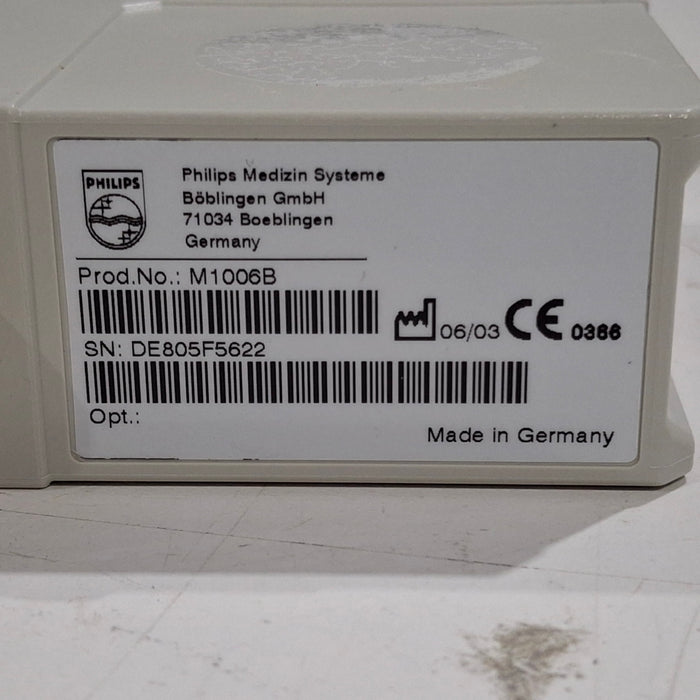 PHILIPS
Philips Medizin Systeme
Böblingen GmbH
71034 Boeblingen
Germany
Prod.No.: M1006B
06/03 CE 0366
SN: DE805F5622
Opt.:
Made in Germany